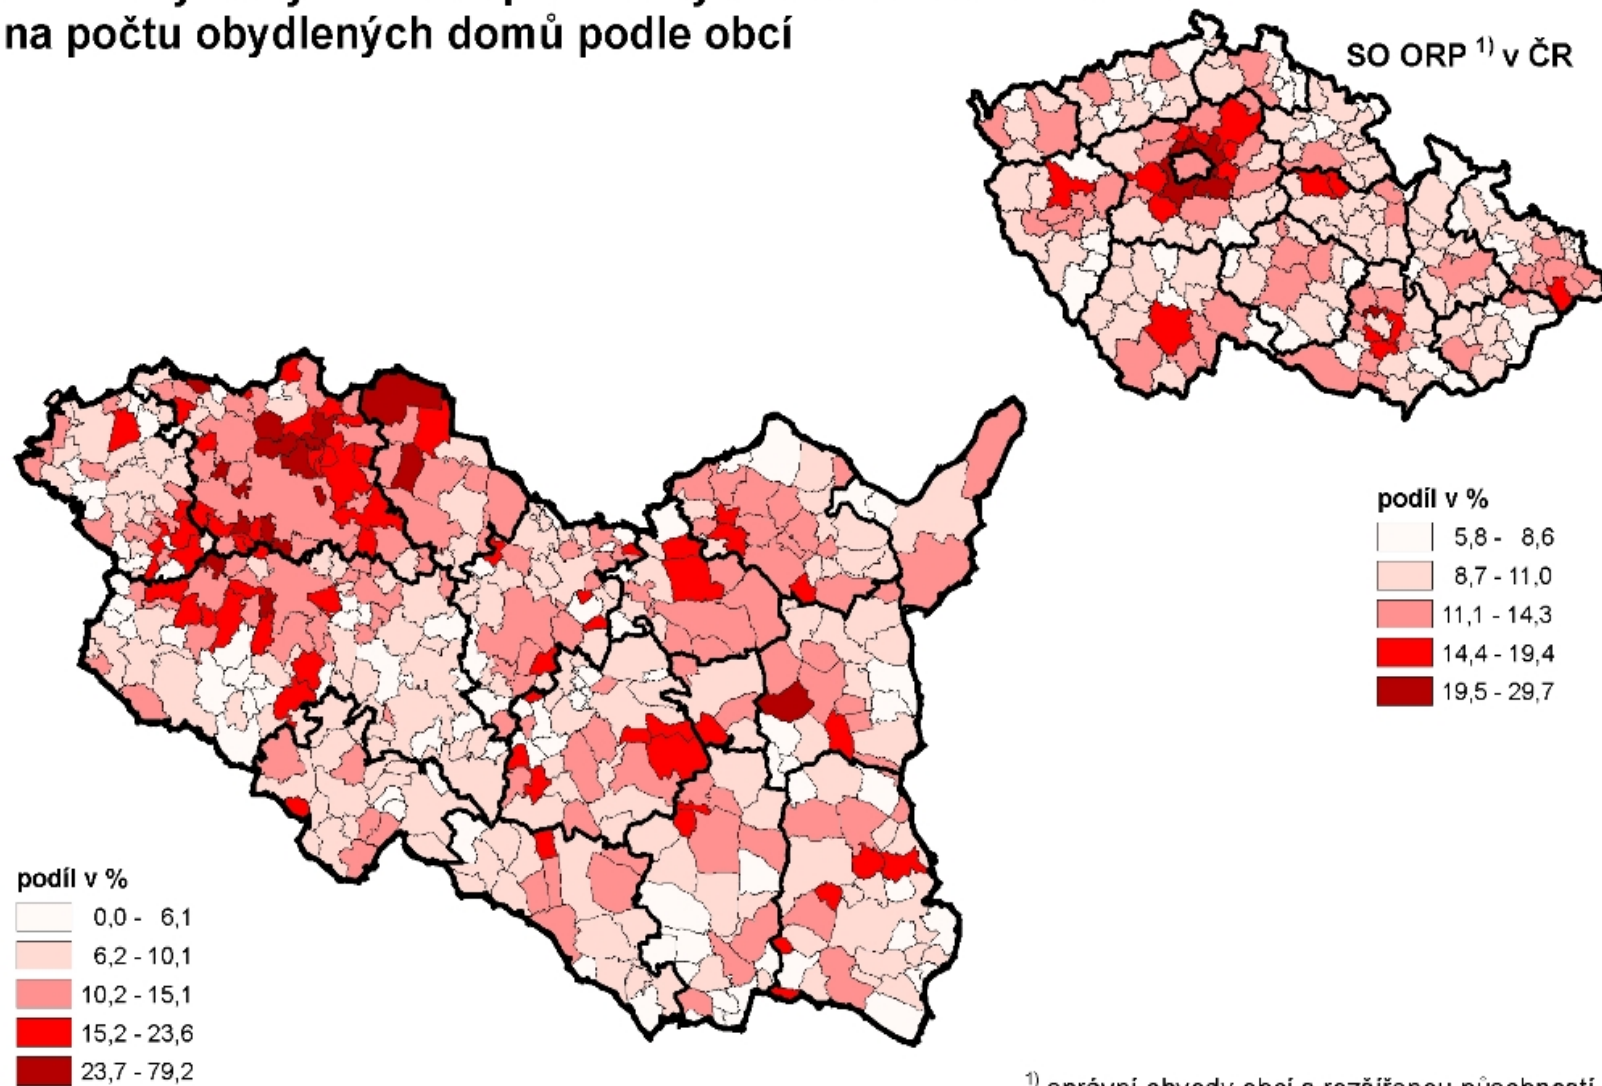 na počtu obydlených domů podle obcí
SO ORP ¹⁾ v ČR
podíl v %
5,8 - 8,6
8,7 - 11,0
11,1 - 14,3
14,4 - 19,4
19,5 - 29,7
podíl v %
0,0 - 6,1
6,2 - 10,1
10,2 - 15,1
15,2 - 23,6
23,7 - 79,2
¹⁾ správní obvody obcí s rozšířenou působností